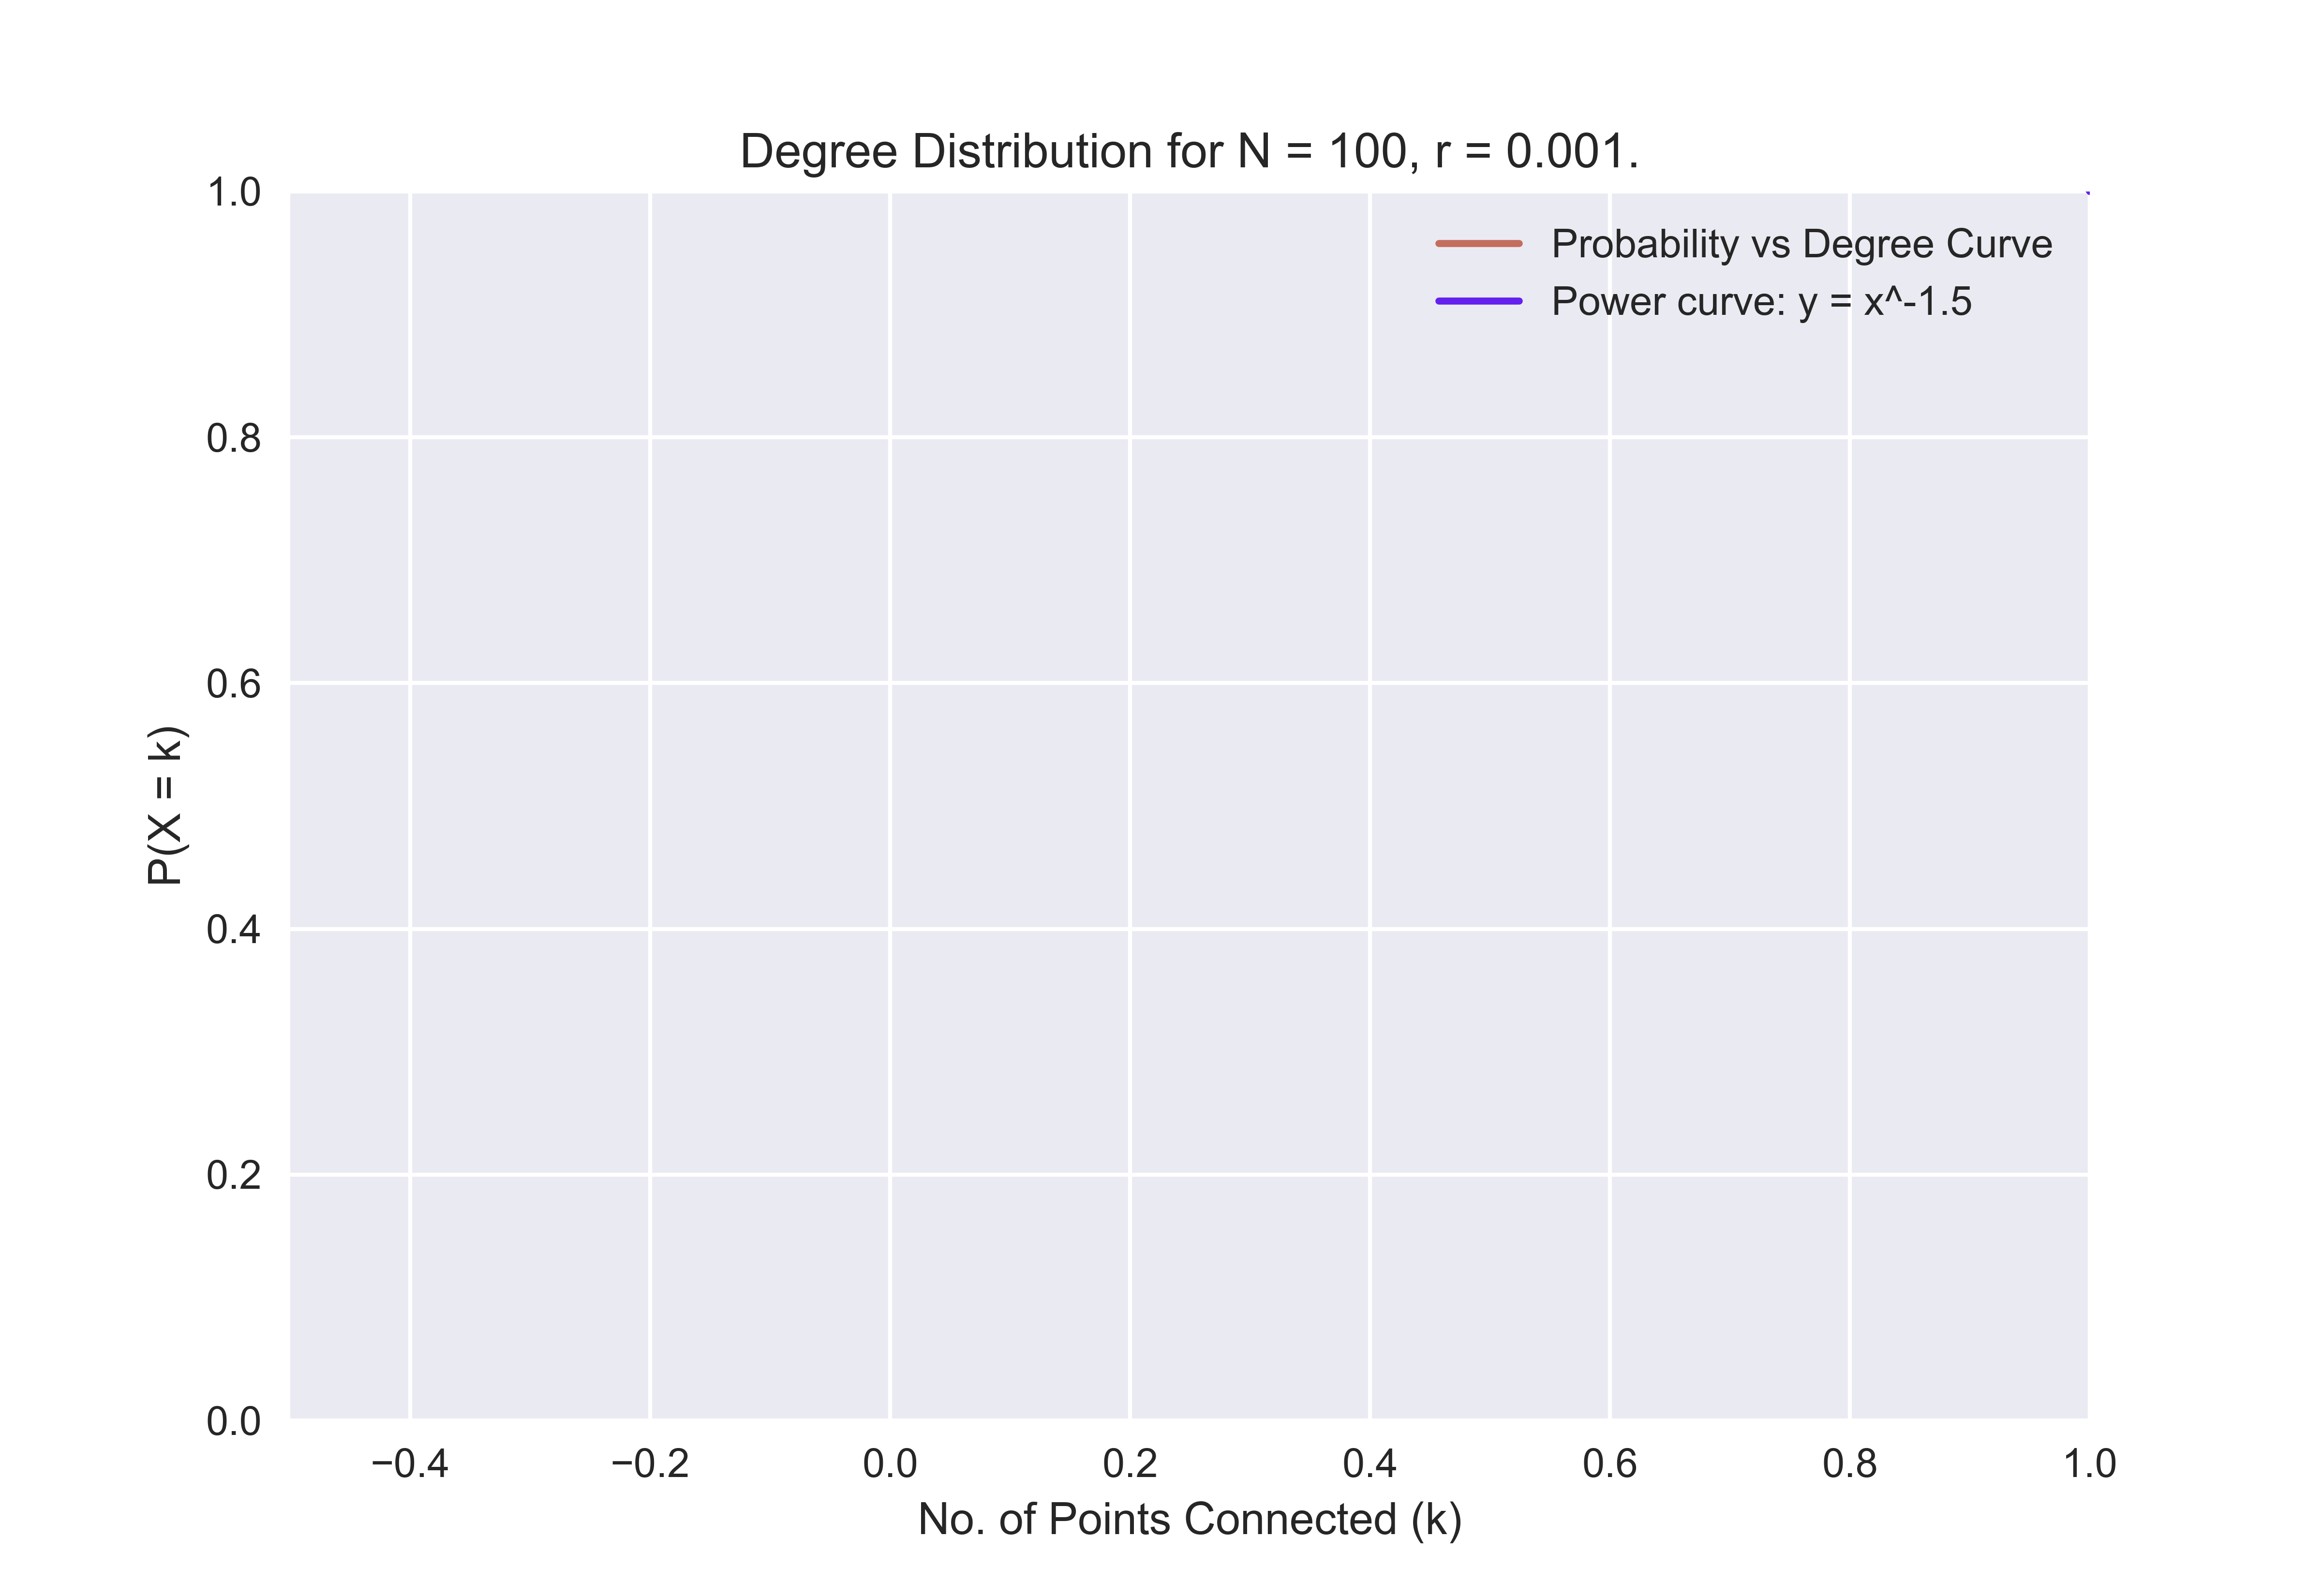 Degree Distribution for N = 100, r = 0.001.
1.0
Probability vs Degree Curve
Power curve: y = x^-1.5
0.8
0.6
P(X = k)
0.4
0.2
0.0
−0.4 −0.2 0.0 0.2 0.4 0.6 0.8 1.0
No. of Points Connected (k)